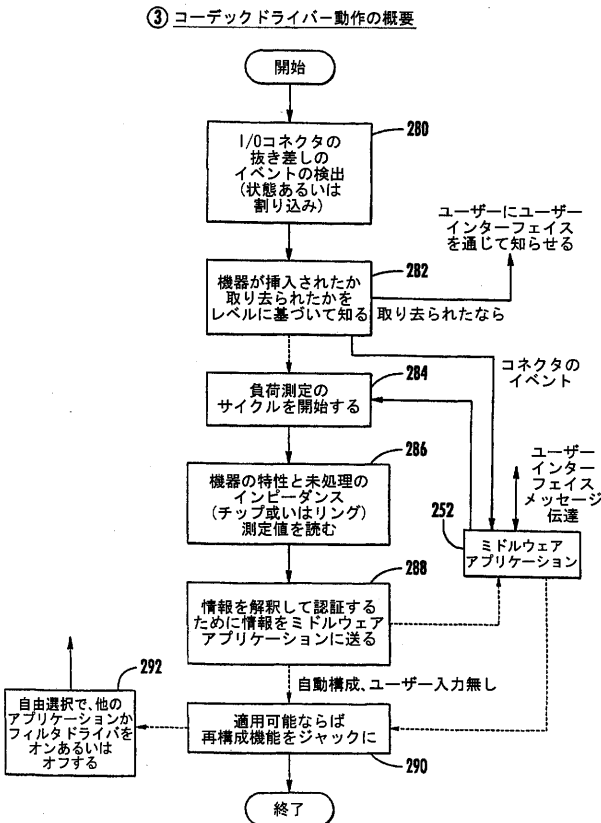 ③ コーデックドライバー動作の概要
開始
280
I/Oコネクタの
抜き差しの
イベントの検出
(状態あるいは
割り込み)
ユーザーにユーザー
インターフェイス
を通じて知らせる
282
機器が挿入されたか
取り去られたかを
レベルに基づいて知る
取り去られたなら
コネクタの
イベント
284
負荷測定の
サイクルを開始する
286
機器の特性と未処理の
インピーダンス
(チップ或いはリング)
測定値を読む
ユーザー
インター
フェイス
メッセージ
伝達
252
ミドルウェア
アプリケーション
288
情報を解釈して認証する
ために情報をミドルウェア
アプリケーションに送る
292
自由選択で、他の
アプリケーションか
フィルタドライバを
オンあるいは
オフする
自動構成、ユーザー入力無し
適用可能ならば
再構成機能をジャックに
290
終了